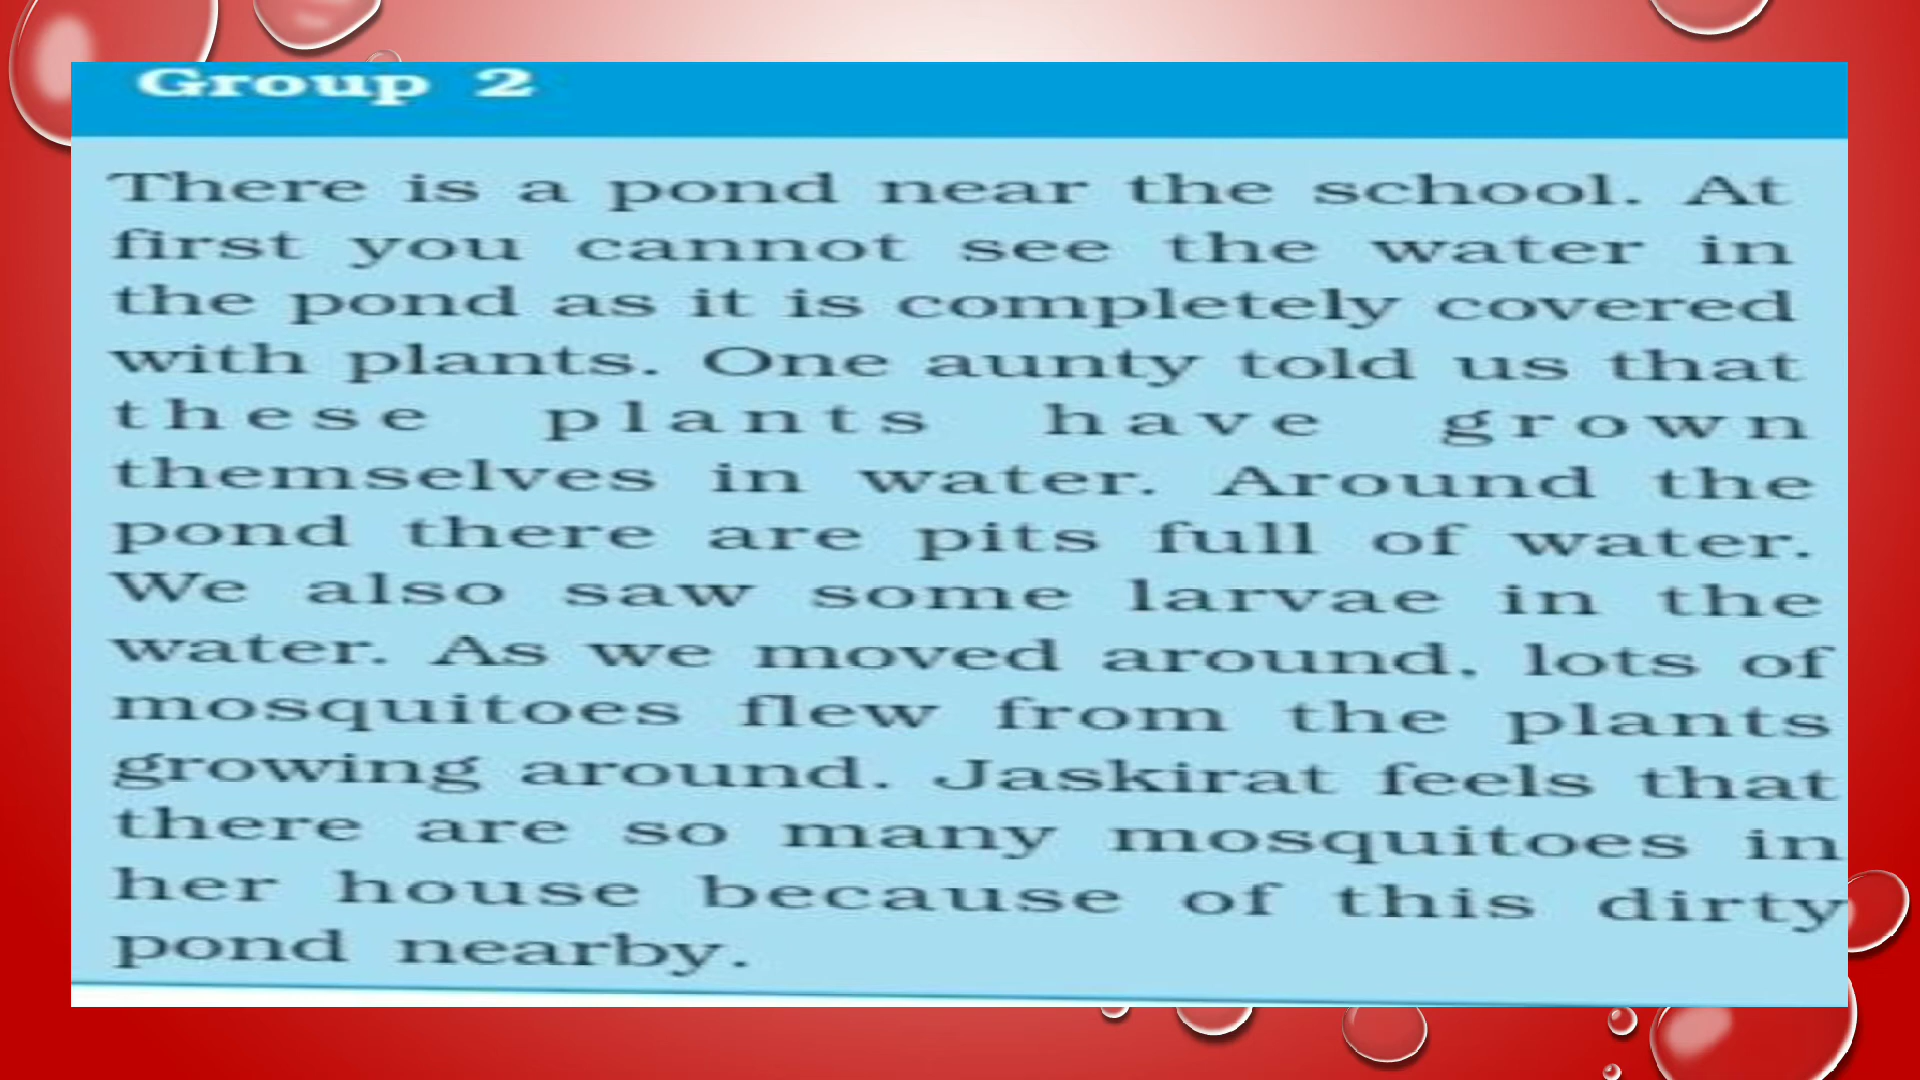 Group 2
There is a pond near the school. At
first you cannot see the water in
the pond as it is completely covered
with plants. One aunty told us that
these plants have grown
themselves in water. Around the
pond there are pits full of water.
We also saw some larvae in the
water. As we moved around, lots of
mosquitoes flew from the plants
growing around. Jaskirat feels that
there are so many mosquitoes in
her house because of this dirty
pond nearby.